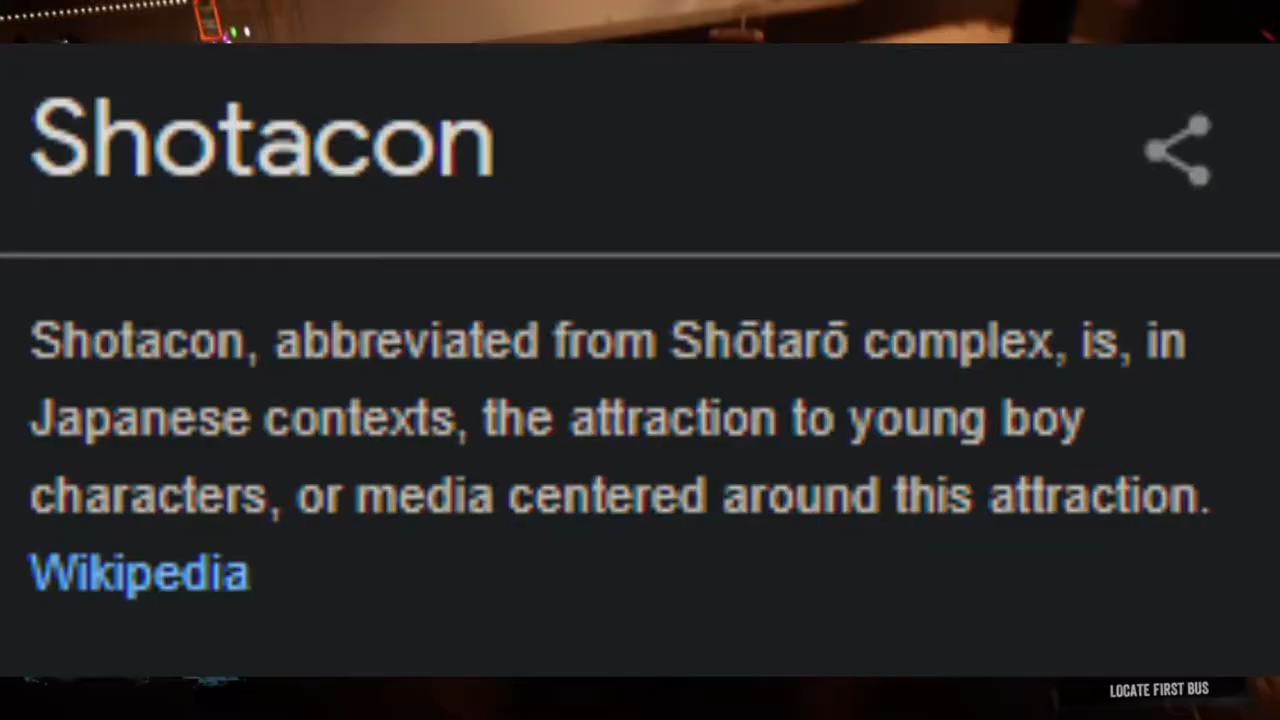 Shotacon
Shotacon, abbreviated from Shōtarō complex, is, in
Japanese contexts, the attraction to young boy
characters, or media centered around this attraction.
Wikipedia
LOCATE FIRST BUS